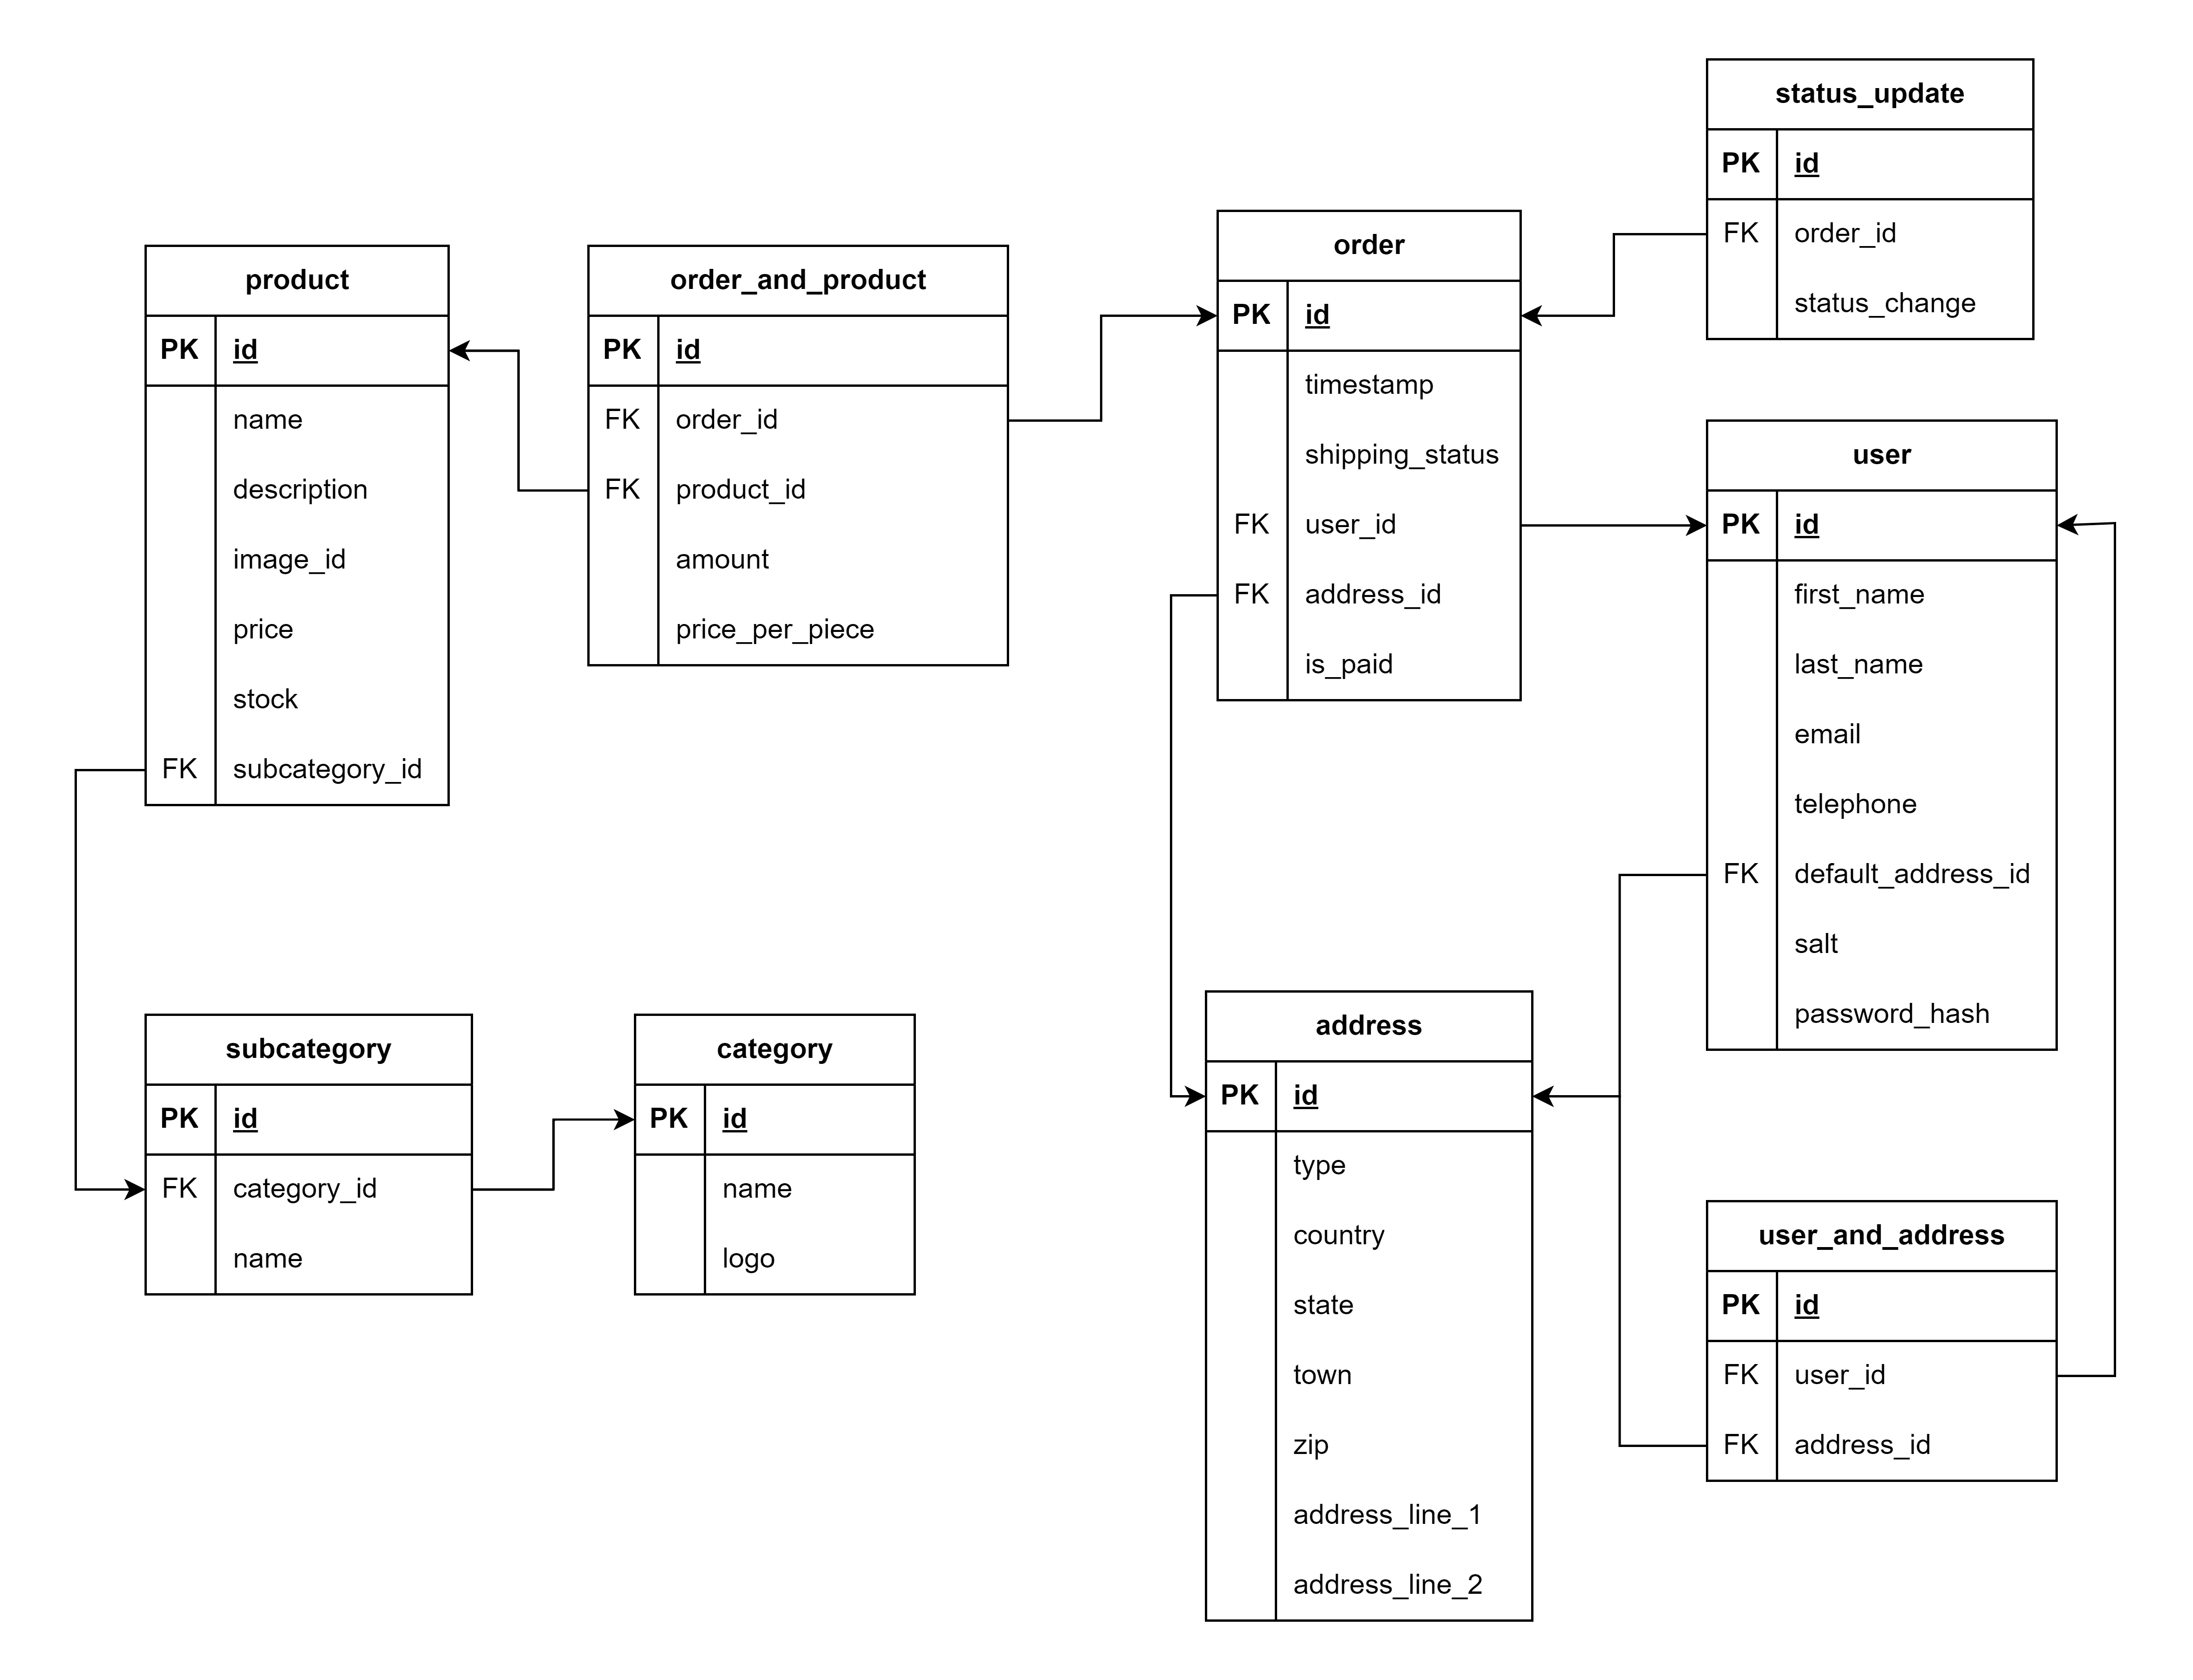 status_update
PK id
FK order_id
status_change
product
PK id
name
description
image_id
price
stock
FK subcategory_id
order_and_product
PK id
FK order_id
FK product_id
amount
price_per_piece
order
PK id
timestamp
shipping_status
FK user_id
FK address_id
is_paid
user
PK id
first_name
last_name
email
telephone
FK default_address_id
salt
password_hash
subcategory
PK id
FK category_id
name
category
PK id
name
logo
address
PK id
type
country
state
town
zip
address_line_1
address_line_2
user_and_address
PK id
FK user_id
FK address_id